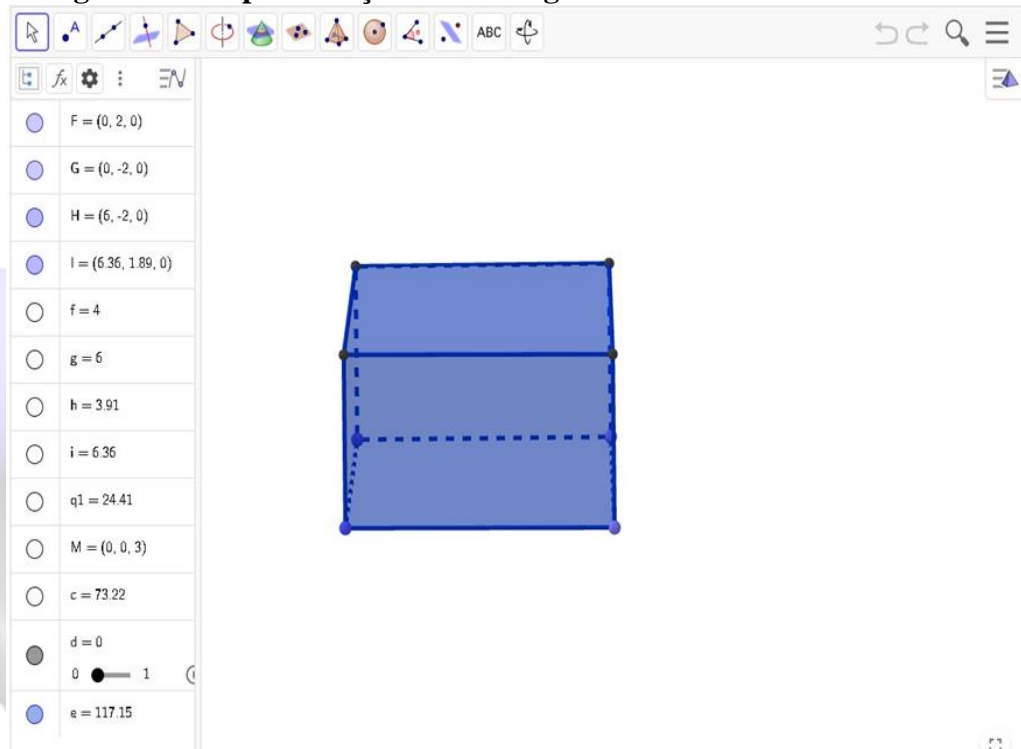 ABC
fx
F = (0, 2, 0)
G = (0, -2, 0)
H = (6, -2, 0)
I = (6.36, 1.89, 0)
f = 4
g = 6
h = 3.91
i = 6.36
q1 = 24.41
M = (0, 0, 3)
c = 73.22
d = 0
0 1
e = 117.15